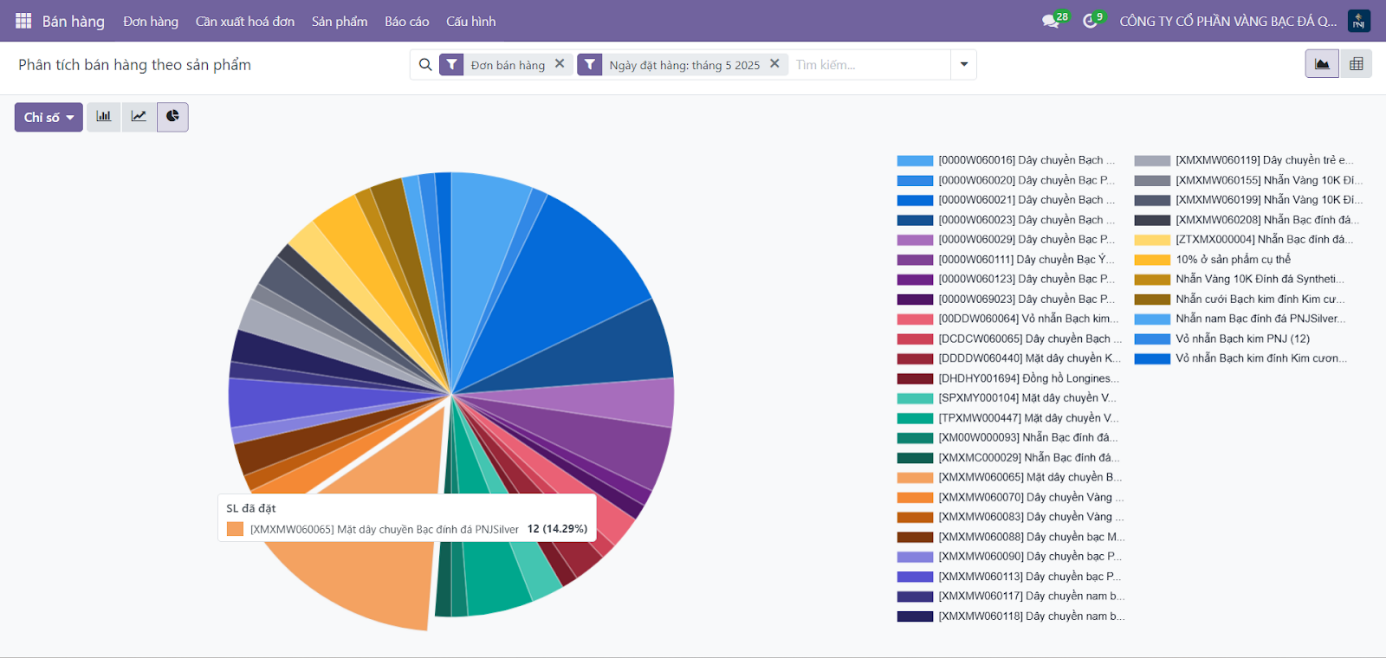 Bán hàng Đơn hàng Cần xuất hoá đơn Sản phẩm Báo cáo Cấu hình 28 9 CÔNG TY CỔ PHẦN VÀNG BẠC ĐÁ Q... PNJ
Phân tích bán hàng theo sản phẩm
Đơn bán hàng
Ngày đặt hàng: tháng 5 2025
Tìm kiếm...
Chỉ số
SL đã đặt
[XMXMW060065] Mặt dây chuyền Bạc đính đá PNJSilver 12 (14.29%)
[0000W060016] Dây chuyền Bạch ...
[0000W060020] Dây chuyền Bạc P...
[0000W060021] Dây chuyền Bạch ...
[0000W060023] Dây chuyền Bạch ...
[0000W060029] Dây chuyền Bạc P...
[0000W060111] Dây chuyền Bạc Ý...
[0000W060123] Dây chuyền Bạc P...
[0000W069023] Dây chuyền Bạc P...
[00DDW060064] Vỏ nhẫn Bạch kim...
[DCDCW060065] Dây chuyền Bạch ...
[DDDDW060440] Mặt dây chuyền K...
[DHDHY001694] Đồng hồ Longines...
[SPXMY000104] Mặt dây chuyền V...
[TPXMW000447] Mặt dây chuyền V...
[XM00W000093] Nhẫn Bạc đính đá...
[XMXMC000029] Nhẫn Bạc đính đá...
[XMXMW060065] Mặt dây chuyền B...
[XMXMW060070] Dây chuyền Vàng ...
[XMXMW060083] Dây chuyền Vàng ...
[XMXMW060088] Dây chuyền bạc M...
[XMXMW060090] Dây chuyền bạc P...
[XMXMW060113] Dây chuyền bạc P...
[XMXMW060117] Dây chuyền nam b...
[XMXMW060118] Dây chuyền nam b...
[XMXMW060119] Dây chuyền trẻ e...
[XMXMW060155] Nhẫn Vàng 10K Đí...
[XMXMW060199] Nhẫn Vàng 10K Đí...
[XMXMW060208] Nhẫn Bạc đính đá...
[ZTXMX000004] Nhẫn Bạc đính đá...
10% ở sản phẩm cụ thể
Nhẫn Vàng 10K Đính đá Syntheti...
Nhẫn cưới Bạch kim đính Kim cư...
Nhẫn nam Bạc đính đá PNJSilver...
Vỏ nhẫn Bạch kim PNJ (12)
Vỏ nhẫn Bạch kim đính Kim cươn...